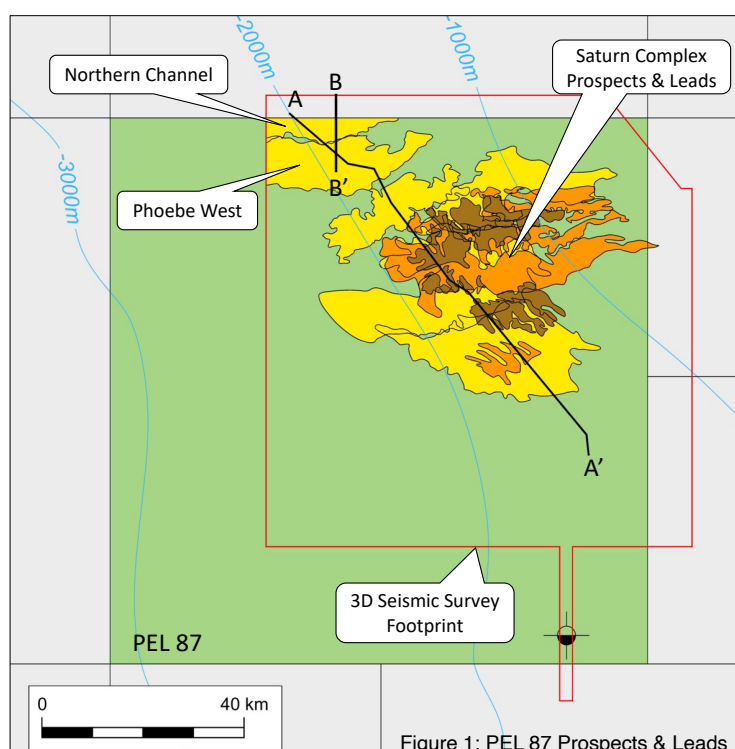 -2000m
-1000m
Saturn Complex
Prospects & Leads
Northern Channel
A
B
-3000m
Phoebe West
B'
A'
3D Seismic Survey
Footprint
PEL 87
0
40 km
Figure 1: PEL 87 Prospects & Leads